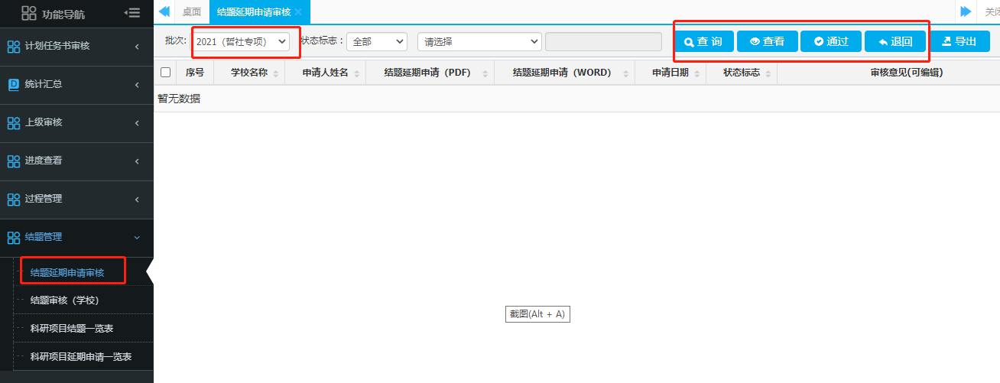 功能导航
计划任务书审核
统计汇总
上级审核
进度查看
过程管理
结题管理
结题延期申请审核
结题审核（学校）
科研项目结题一览表
科研项目延期申请一览表
桌面 结题延期申请审核 关闭
批次: 2021（哲社专项） 状态标志： 全部 请选择 查 询 查看 通过 退回 导出
序号 学校名称 申请人姓名 结题延期申请（PDF） 结题延期申请（WORD） 申请日期 状态标志 审核意见(可编辑)
暂无数据
截图(Alt + A)